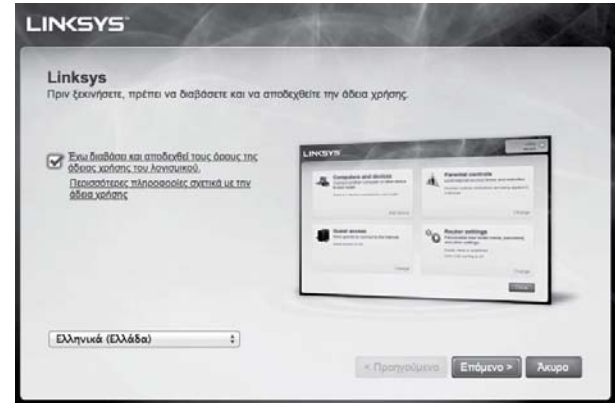 LINKSYS
Linksys
Πριν ξεκινήσετε, πρέπει να διαβάσετε και να αποδεχθείτε την άδεια χρήσης.
Έχω διαβάσει και αποδεχθεί τους όρους της
άδειας χρήσης του λογισμικού.
Περισσότερες πληροφορίες σχετικά με την
άδεια χρήσης
LINKSYS
Computers and devices
Parental controls
Guest access
Router settings
Change
Change
Ελληνικά (Ελλάδα)
< Προηγούμενο
Επόμενο >
Άκυρο